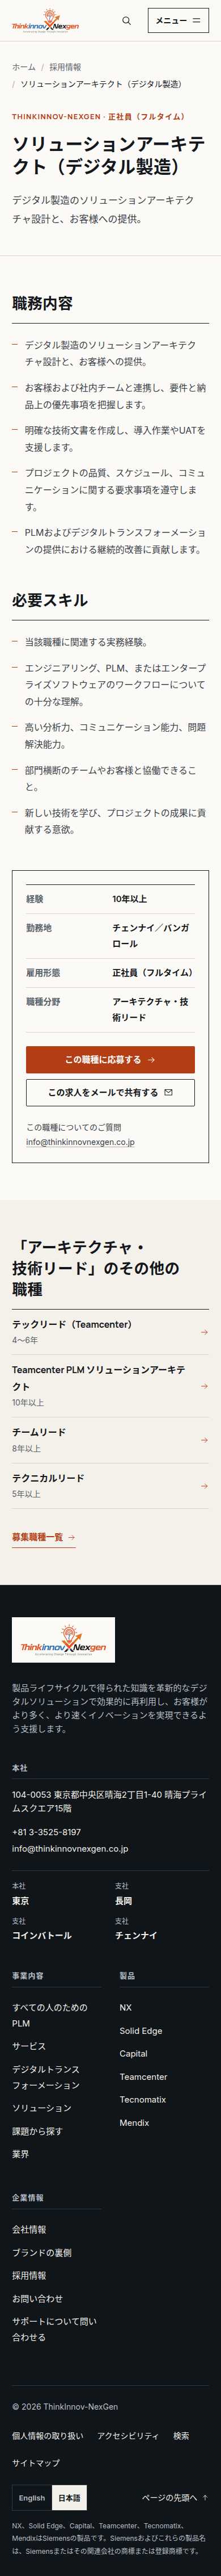 ThinkinnovXNexgen
メニュー
ホーム / 採用情報
/ ソリューションアーキテクト（デジタル製造）
THINKINNOV-NEXGEN · 正社員（フルタイム）
ソリューションアーキテ
クト（デジタル製造）
デジタル製造のソリューションアーキテク
チャ設計と、お客様への提供。
職務内容
デジタル製造のソリューションアーキテク
チャ設計と、お客様への提供。
お客様および社内チームと連携し、要件と納
品上の優先事項を把握します。
明確な技術文書を作成し、導入作業やUATを
支援します。
プロジェクトの品質、スケジュール、コミュ
ニケーションに関する要求事項を遵守しま
す。
PLMおよびデジタルトランスフォーメーショ
ンの提供における継続的改善に貢献します。
必要スキル
当該職種に関連する実務経験。
エンジニアリング、PLM、またはエンタープ
ライズソフトウェアのワークフローについて
の十分な理解。
高い分析力、コミュニケーション能力、問題
解決能力。
部門横断のチームやお客様と協働できるこ
と。
新しい技術を学び、プロジェクトの成果に貢
献する意欲。
経験 10年以上
勤務地 チェンナイ／バンガ
ロール
雇用形態 正社員（フルタイム）
職種分野 アーキテクチャ・技
術リード
この職種に応募する →
この求人をメールで共有する
この職種についてのご質問
info@thinkinnovnexgen.co.jp
「アーキテクチャ・
技術リード」のその他の
職種
テックリード（Teamcenter） →
4〜6年
Teamcenter PLM ソリューションアーキテ
クト →
10年以上
チームリード →
8年以上
テクニカルリード →
5年以上
募集職種一覧 →
ThinkinnovXNexgen
製品ライフサイクルで得られた知識を革新的なデジ
タルソリューションで効果的に再利用し、お客様が
より多く、より速くイノベーションを実現できるよ
う支援します。
本社
104-0053 東京都中央区晴海2丁目1-40 晴海プライ
ムスクエア15階
+81 3-3525-8197
info@thinkinnovnexgen.co.jp
本社 支社
東京 長岡
支社 支社
コインバトール チェンナイ
事業内容
すべての人のための
PLM
サービス
デジタルトランス
フォーメーション
ソリューション
課題から探す
業界
製品
NX
Solid Edge
Capital
Teamcenter
Tecnomatix
Mendix
企業情報
会社情報
ブランドの裏側
採用情報
お問い合わせ
サポートについて問い
合わせる
© 2026 ThinkInnov-NexGen
個人情報の取り扱い アクセシビリティ 検索
サイトマップ
English 日本語 ページの先頭へ ↑
NX、Solid Edge、Capital、Teamcenter、Tecnomatix、
MendixはSiemensの製品です。Siemensおよびこれらの製品名
は、Siemensまたはその関連会社の商標または登録商標です。